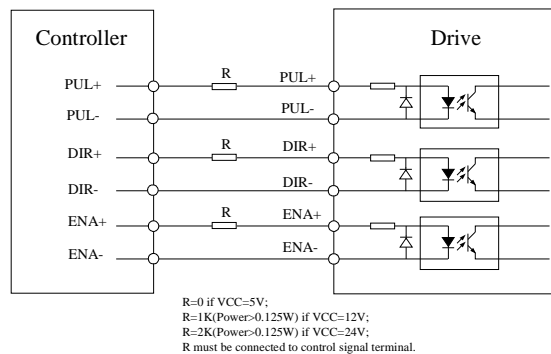 Controller
Drive
PUL+ R PUL+
PUL- PUL-
DIR+ R DIR+
DIR- DIR-
ENA+ R ENA+
ENA- ENA-
R=0 if VCC=5V;
R=1K(Power>0.125W) if VCC=12V;
R=2K(Power>0.125W) if VCC=24V;
R must be connected to control signal terminal.